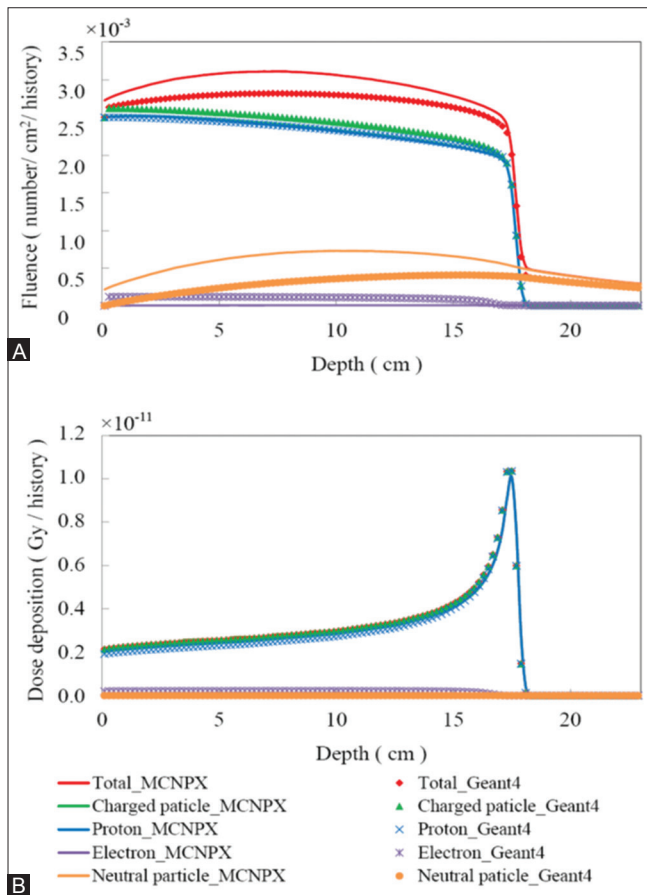 ×10-3
3.5
3.0
2.5
2.0
1.5
1.0
0.5
0
Fluence ( number/ cm2/ history )
0 5 10 15 20
Depth ( cm )
A
×10-11
1.2
1.0
0.8
0.6
0.4
0.2
0.0
Dose deposition ( Gy / history )
0 5 10 15 20
Depth ( cm )
Total_MCNPX Total_Geant4
Charged paticle_MCNPX Charged paticle_Geant4
Proton_MCNPX Proton_Geant4
Electron_MCNPX Electron_Geant4
Neutral particle_MCNPX Neutral paticle_Geant4
B